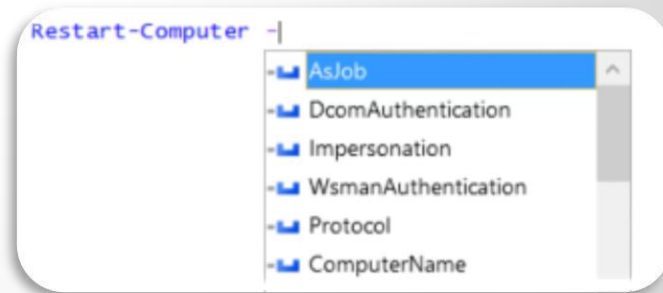 Restart-Computer -
AsJob
DcomAuthentication
Impersonation
WsmanAuthentication
Protocol
ComputerName